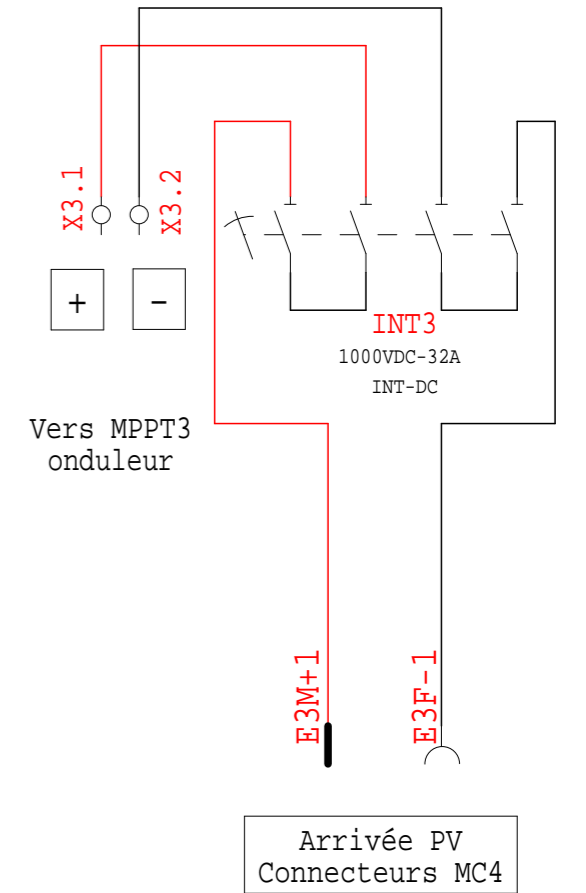 X3.1
X3.2
+
-
INT3
1000VDC-32A
INT-DC
Vers MPPT3
onduleur
E3M+1
E3F-1
Arrivée PV
Connecteurs MC4